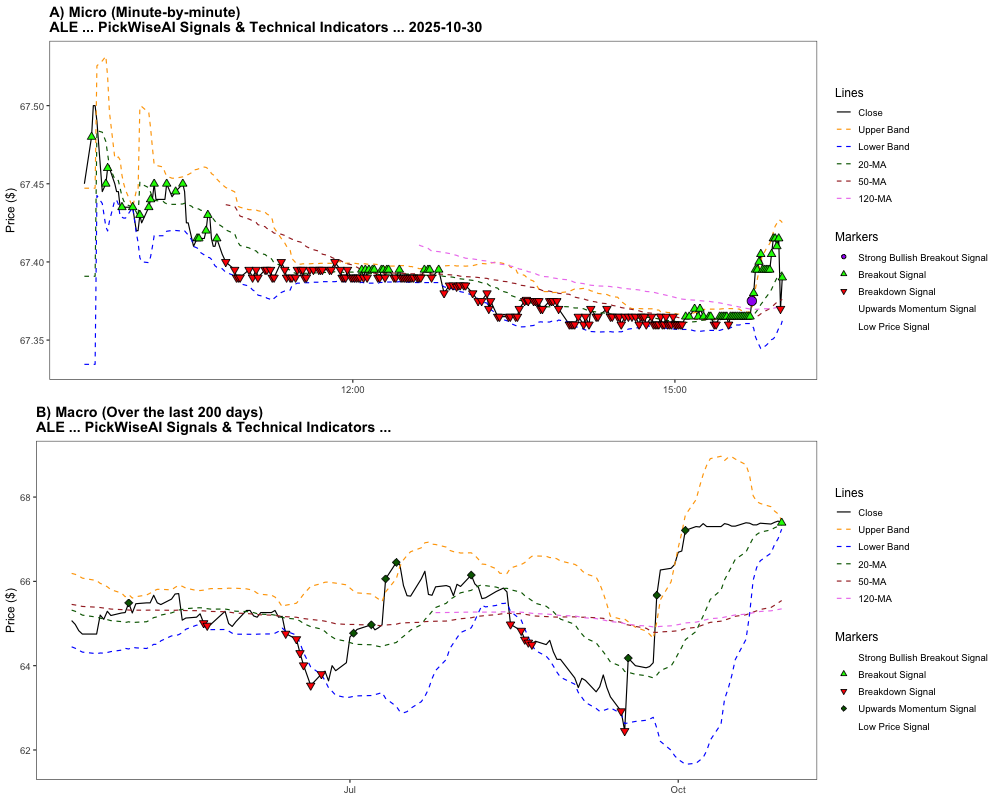 A) Micro (Minute-by-minute)
ALE ... PickWiseAI Signals & Technical Indicators ... 2025-10-30
Price ($)
67.50
67.45
67.40
67.35
12:00
15:00
Lines
Close
Upper Band
Lower Band
20-MA
50-MA
120-MA
Markers
Strong Bullish Breakout Signal
Breakout Signal
Breakdown Signal
Upwards Momentum Signal
Low Price Signal
B) Macro (Over the last 200 days)
ALE ... PickWiseAI Signals & Technical Indicators ...
Price ($)
68
66
64
62
Jul
Oct
Lines
Close
Upper Band
Lower Band
20-MA
50-MA
120-MA
Markers
Strong Bullish Breakout Signal
Breakout Signal
Breakdown Signal
Upwards Momentum Signal
Low Price Signal